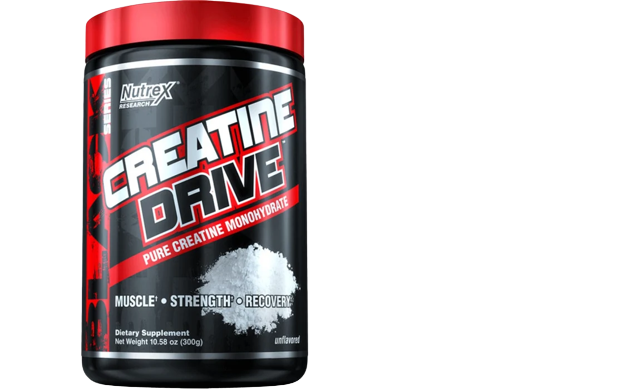 BLACK SERIES
Nutrex
RESEARCH
CREATINE
DRIVE™
PURE CREATINE MONOHYDRATE
MUSCLE† • STRENGTH† • RECOVERY†
Dietary Supplement
Net Weight 10.58 oz (300g)
unflavored